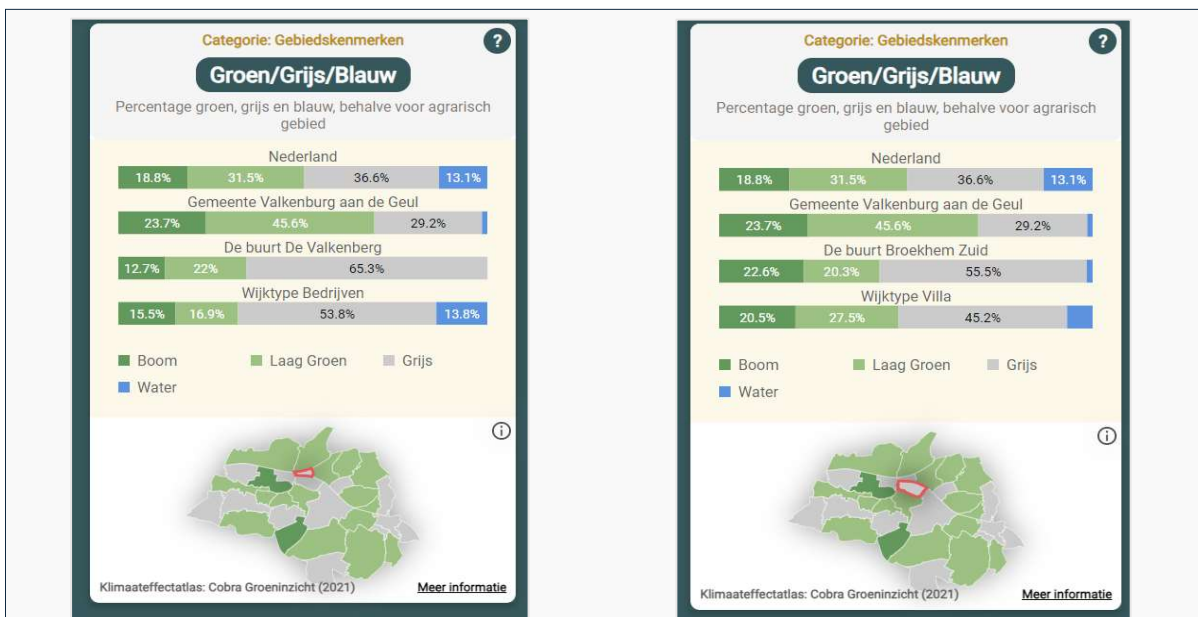 Categorie: Gebiedskenmerken
?
Groen/Grijs/Blauw
Percentage groen, grijs en blauw, behalve voor agrarisch
gebied
Nederland
18.8% 31.5% 36.6% 13.1%
Gemeente Valkenburg aan de Geul
23.7% 45.6% 29.2%
De buurt De Valkenberg
12.7% 22% 65.3%
Wijktype Bedrijven
15.5% 16.9% 53.8% 13.8%
Boom Laag Groen Grijs
Water
i
Klimaateffectatlas: Cobra Groeninzicht (2021) Meer informatie
Categorie: Gebiedskenmerken
?
Groen/Grijs/Blauw
Percentage groen, grijs en blauw, behalve voor agrarisch
gebied
Nederland
18.8% 31.5% 36.6% 13.1%
Gemeente Valkenburg aan de Geul
23.7% 45.6% 29.2%
De buurt Broekhem Zuid
22.6% 20.3% 55.5%
Wijktype Villa
20.5% 27.5% 45.2%
Boom Laag Groen Grijs
Water
i
Klimaateffectatlas: Cobra Groeninzicht (2021) Meer informatie